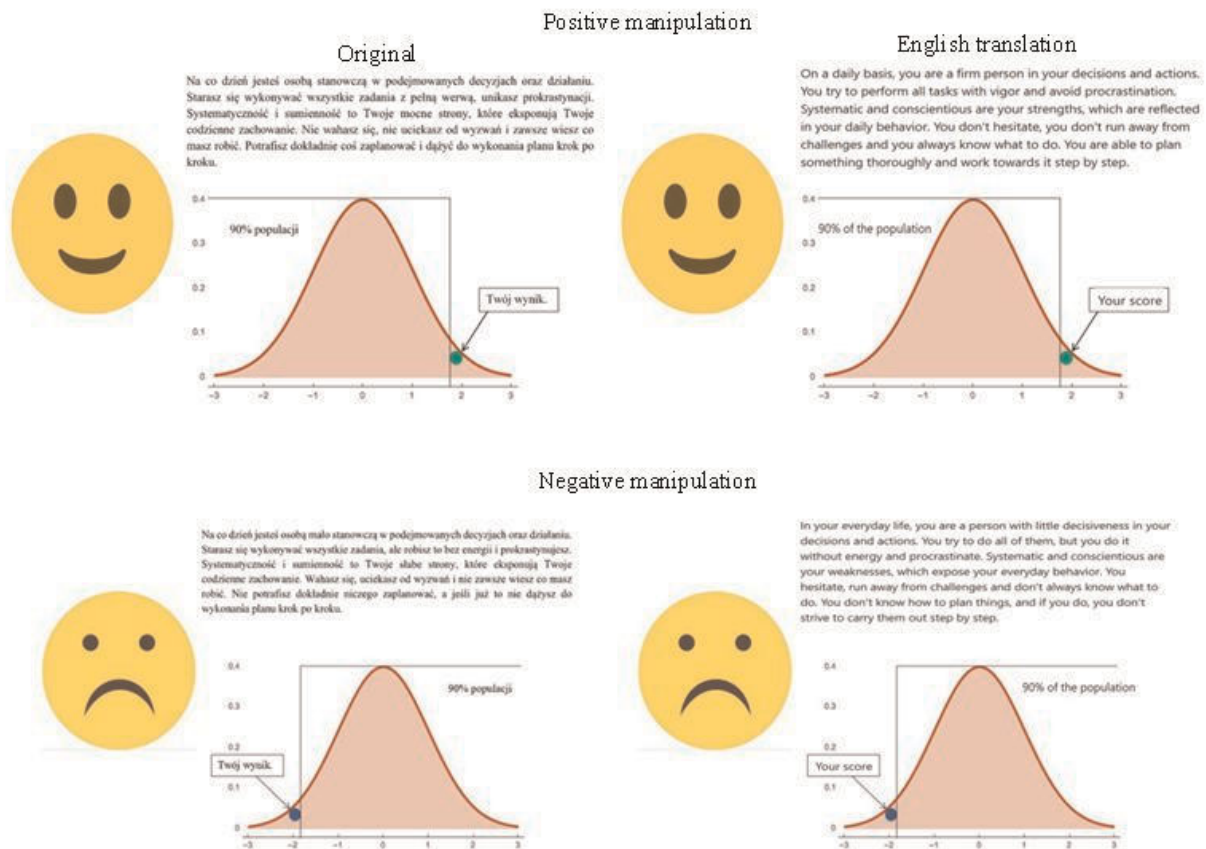 Positive manipulation
Original
Na co dzień jesteś osobą stanowczą w podejmowanych decyzjach oraz działaniu.
Starasz się wykonywać wszystkie zadania z pełną werwą, unikasz prokrastynacji.
Systematyczność i sumienność to Twoje mocne strony, które eksponują Twoje
codzienne zachowanie. Nie wahasz się, nie uciekasz od wyzwań i zawsze wiesz co
masz robić. Potrafisz dokładnie coś zaplanować i dążyć do wykonania planu krok po
kroku.
0.4
90% populacji
0.3
0.2
Twój wynik.
0.1
0
-3 -2 -1 0 1 2 3
English translation
On a daily basis, you are a firm person in your decisions and actions.
You try to perform all tasks with vigor and avoid procrastination.
Systematic and conscientious are your strengths, which are reflected
in your daily behavior. You don't hesitate, you don't run away from
challenges and you always know what to do. You are able to plan
something thoroughly and work towards it step by step.
0.4
90% of the population
0.3
0.2
Your score
0.1
0
-3 -2 -1 0 1 2 3
Negative manipulation
Na co dzień jesteś osobą mało stanowczą w podejmowanych decyzjach oraz działaniu.
Starasz się wykonywać wszystkie zadania, ale robisz to bez energii i prokrastynujesz.
Systematyczność i sumienność to Twoje słabe strony, które eksponują Twoje
codzienne zachowanie. Wahasz się, uciekasz od wyzwań i nie zawsze wiesz co masz
robić. Nie potrafisz dokładnie niczego zaplanować, a jeśli już to nie dążysz do
wykonania planu krok po kroku.
0.4
90% populacji
0.3
0.2
Twój wynik.
0.1
0
-3 -2 -1 0 1 2 3
In your everyday life, you are a person with little decisiveness in your
decisions and actions. You try to do all of them, but you do it
without energy and procrastinate. Systematic and conscientious are
your weaknesses, which expose your everyday behavior. You
hesitate, run away from challenges and don't always know what to
do. You don't know how to plan things, and if you do, you don't
strive to carry them out step by step.
0.4
90% of the population
0.3
0.2
Your score
0.1
0
-3 -2 -1 0 1 2 3